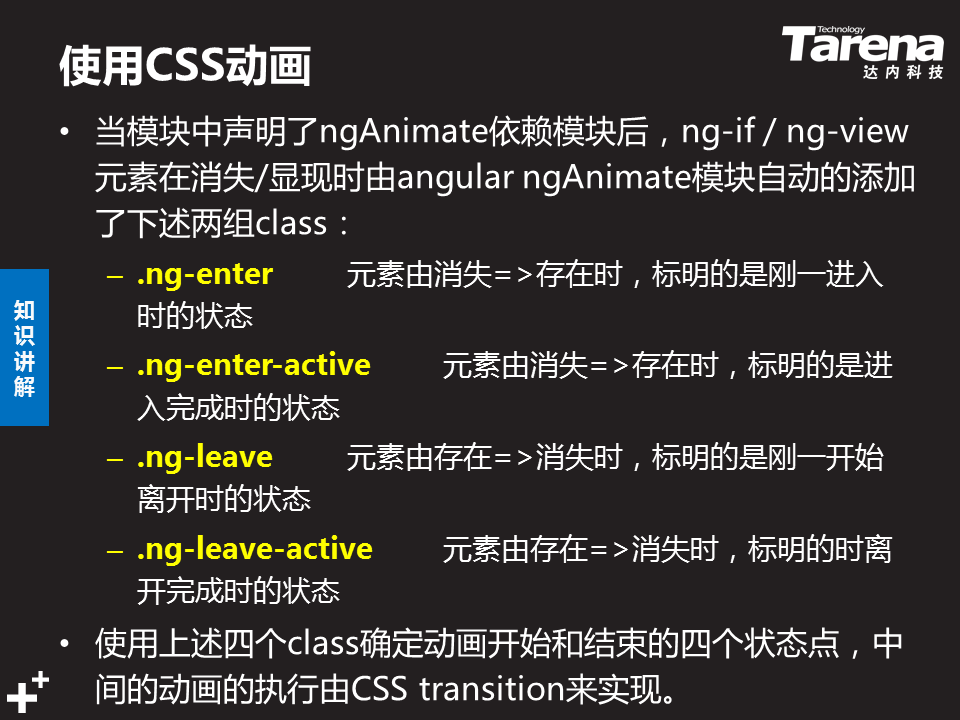 使用CSS动画
Technology
Tarena
达内科技
• 当模块中声明了ngAnimate依赖模块后，ng-if / ng-view
元素在消失/显现时由angular ngAnimate模块自动的添加
了下述两组class：
– .ng-enter 元素由消失=>存在时，标明的是刚一进入
时的状态
– .ng-enter-active 元素由消失=>存在时，标明的是进
入完成时的状态
– .ng-leave 元素由存在=>消失时，标明的是刚一开始
离开时的状态
– .ng-leave-active 元素由存在=>消失时，标明的时离
开完成时的状态
• 使用上述四个class确定动画开始和结束的四个状态点，中
间的动画的执行由CSS transition来实现。
知
识
讲
解